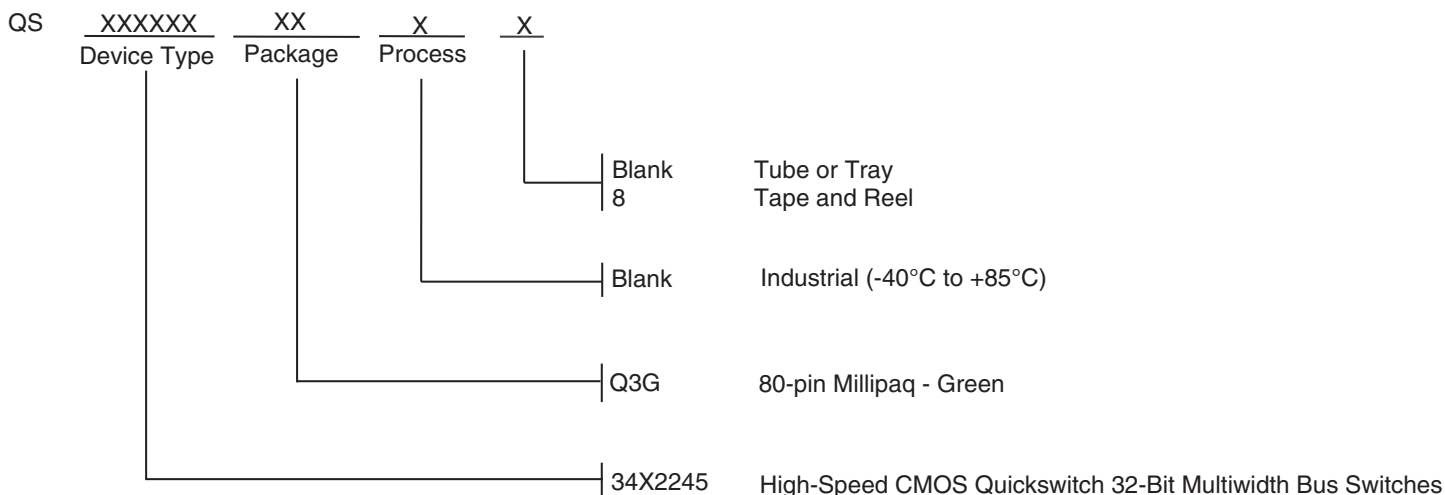 QS XXXXXX XX X X
Device Type Package Process
Blank Tube or Tray
8 Tape and Reel
Blank Industrial (-40°C to +85°C)
Q3G 80-pin Millipaq - Green
34X2245 High-Speed CMOS Quickswitch 32-Bit Multiwidth Bus Switches